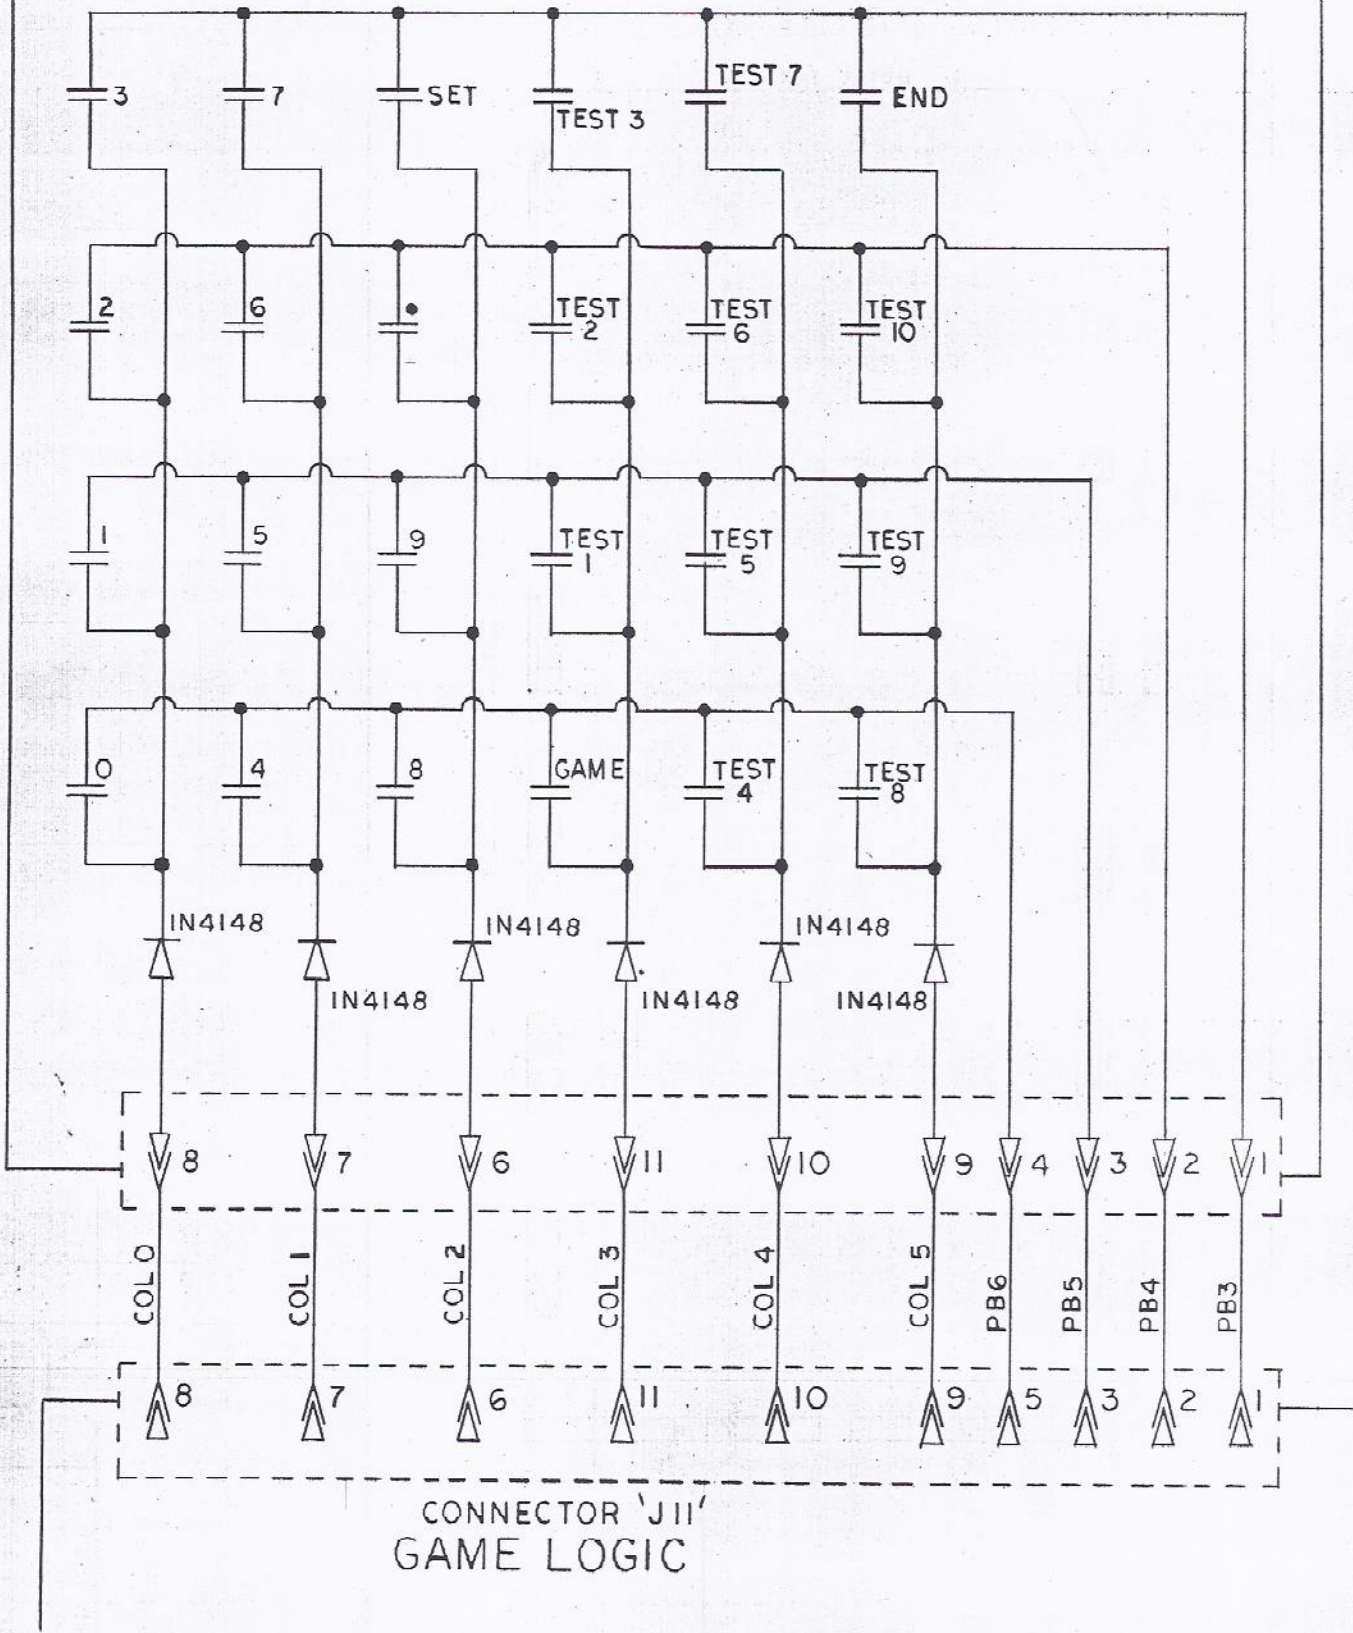 3 7 SET TEST 3 TEST 7 END
2 6 • TEST 2 TEST 6 TEST 10
1 5 9 TEST 1 TEST 5 TEST 9
0 4 8 GAME TEST 4 TEST 8
IN4148 IN4148 IN4148
IN4148 IN4148 IN4148
8 7 6 11 10 9 4 3 2 1
COL 0 COL 1 COL 2 COL 3 COL 4 COL 5 PB6 PB5 PB4 PB3
8 7 6 11 10 9 5 3 2 1
CONNECTOR 'J11'
GAME LOGIC